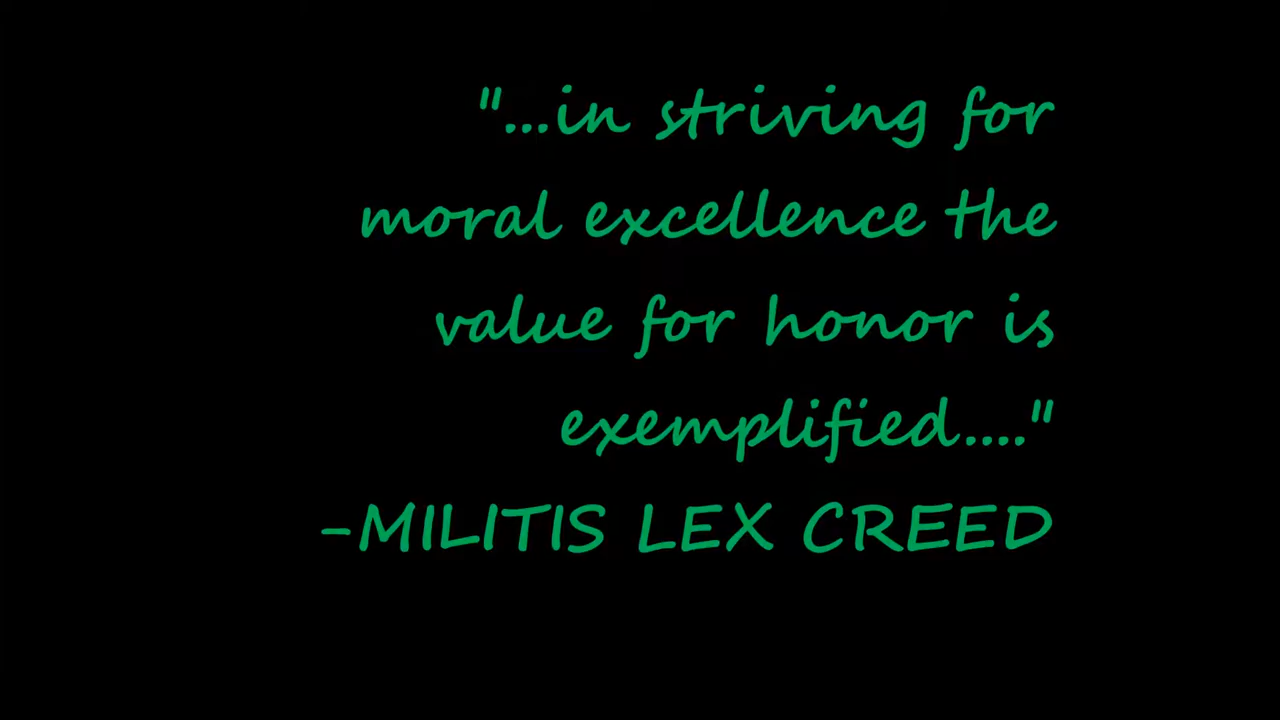 "...in striving for
moral excellence the
value for honor is
exemplified...."
-MILITIS LEX CREED